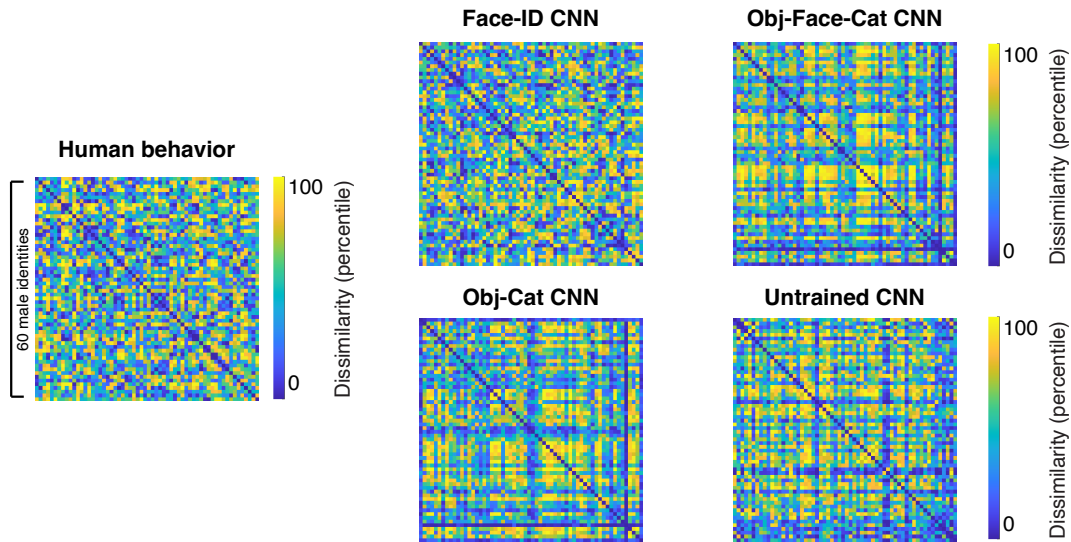 Face-ID CNN
Obj-Face-Cat CNN
100
0
Dissimilarity (percentile)
Human behavior
60 male identities
100
0
Dissimilarity (percentile)
Obj-Cat CNN
Untrained CNN
100
0
Dissimilarity (percentile)